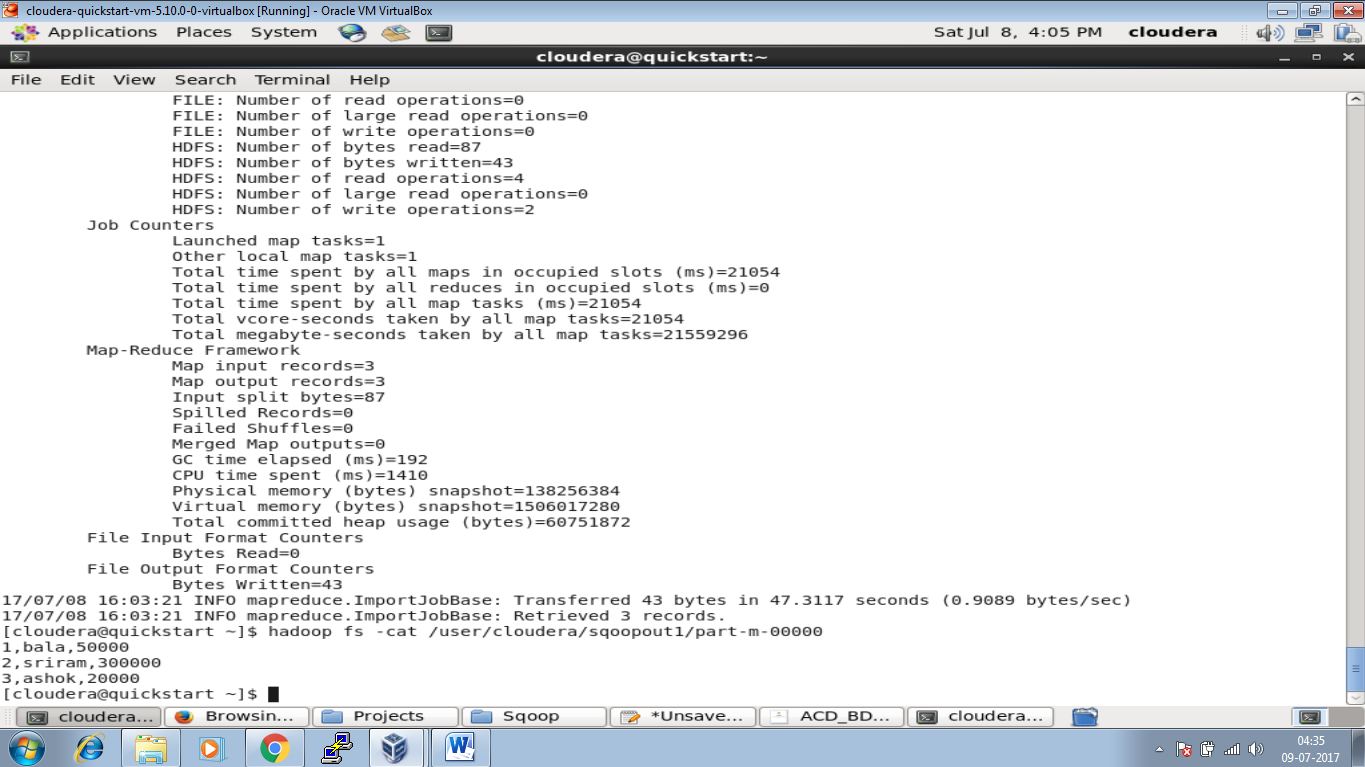 cloudera-quickstart-vm-5.10.0-0-virtualbox [Running] - Oracle VM VirtualBox
Applications Places System Sat Jul 8, 4:05 PM cloudera
cloudera@quickstart:~
File Edit View Search Terminal Help
FILE: Number of read operations=0
FILE: Number of large read operations=0
FILE: Number of write operations=0
HDFS: Number of bytes read=87
HDFS: Number of bytes written=43
HDFS: Number of read operations=4
HDFS: Number of large read operations=0
HDFS: Number of write operations=2
Job Counters
Launched map tasks=1
Other local map tasks=1
Total time spent by all maps in occupied slots (ms)=21054
Total time spent by all reduces in occupied slots (ms)=0
Total time spent by all map tasks (ms)=21054
Total vcore-seconds taken by all map tasks=21054
Total megabyte-seconds taken by all map tasks=21559296
Map-Reduce Framework
Map input records=3
Map output records=3
Input split bytes=87
Spilled Records=0
Failed Shuffles=0
Merged Map outputs=0
GC time elapsed (ms)=192
CPU time spent (ms)=1410
Physical memory (bytes) snapshot=138256384
Virtual memory (bytes) snapshot=1506017280
Total committed heap usage (bytes)=60751872
File Input Format Counters
Bytes Read=0
File Output Format Counters
Bytes Written=43
17/07/08 16:03:21 INFO mapreduce.ImportJobBase: Transferred 43 bytes in 47.3117 seconds (0.9089 bytes/sec)
17/07/08 16:03:21 INFO mapreduce.ImportJobBase: Retrieved 3 records.
[cloudera@quickstart ~]$ hadoop fs -cat /user/cloudera/sqoopout1/part-m-00000
1,bala,50000
2,sriram,300000
3,ashok,20000
[cloudera@quickstart ~]$
cloudera... Browsin... Projects Sqoop *Unsave... ACD_BD... cloudera...
04:35
09-07-2017